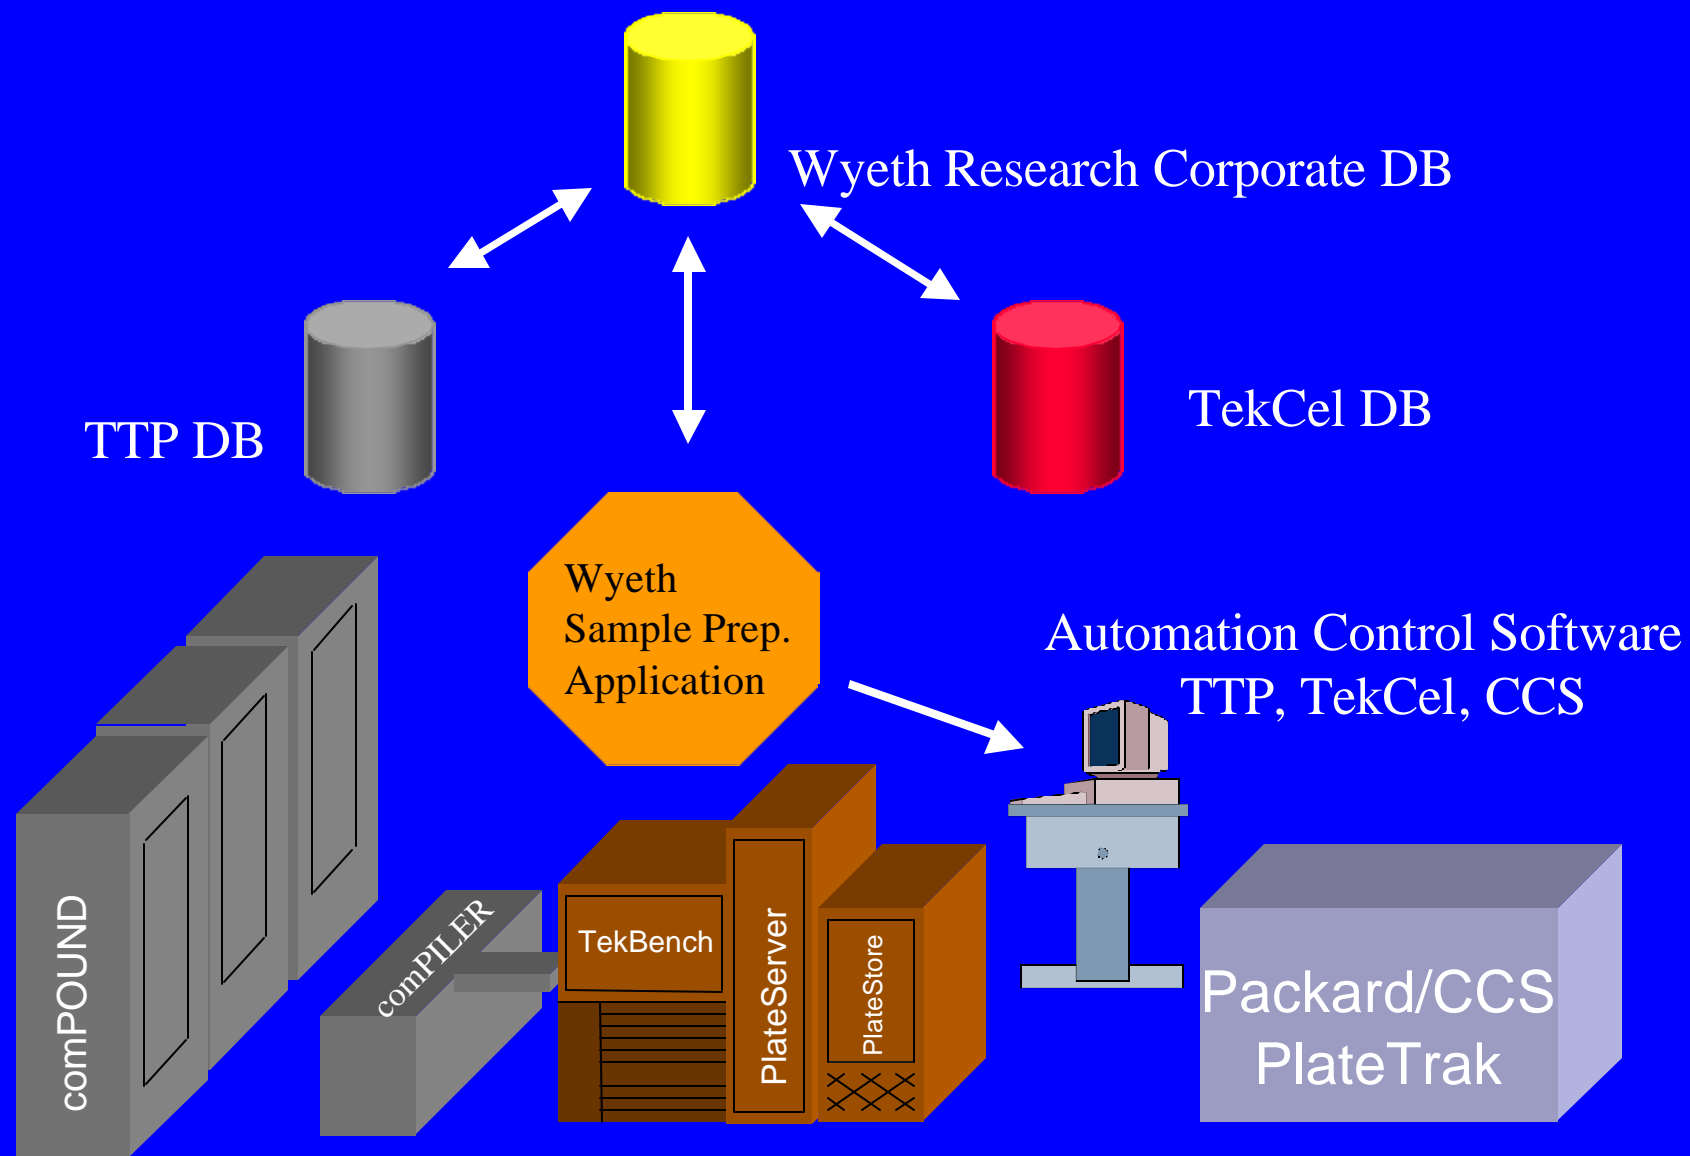 Wyeth Research Corporate DB
TTP DB
TekCel DB
Wyeth
Sample Prep.
Application
Automation Control Software
TTP, TekCel, CCS
comPOUND
comPILER
TekBench
PlateServer
PlateStore
Packard/CCS
PlateTrak